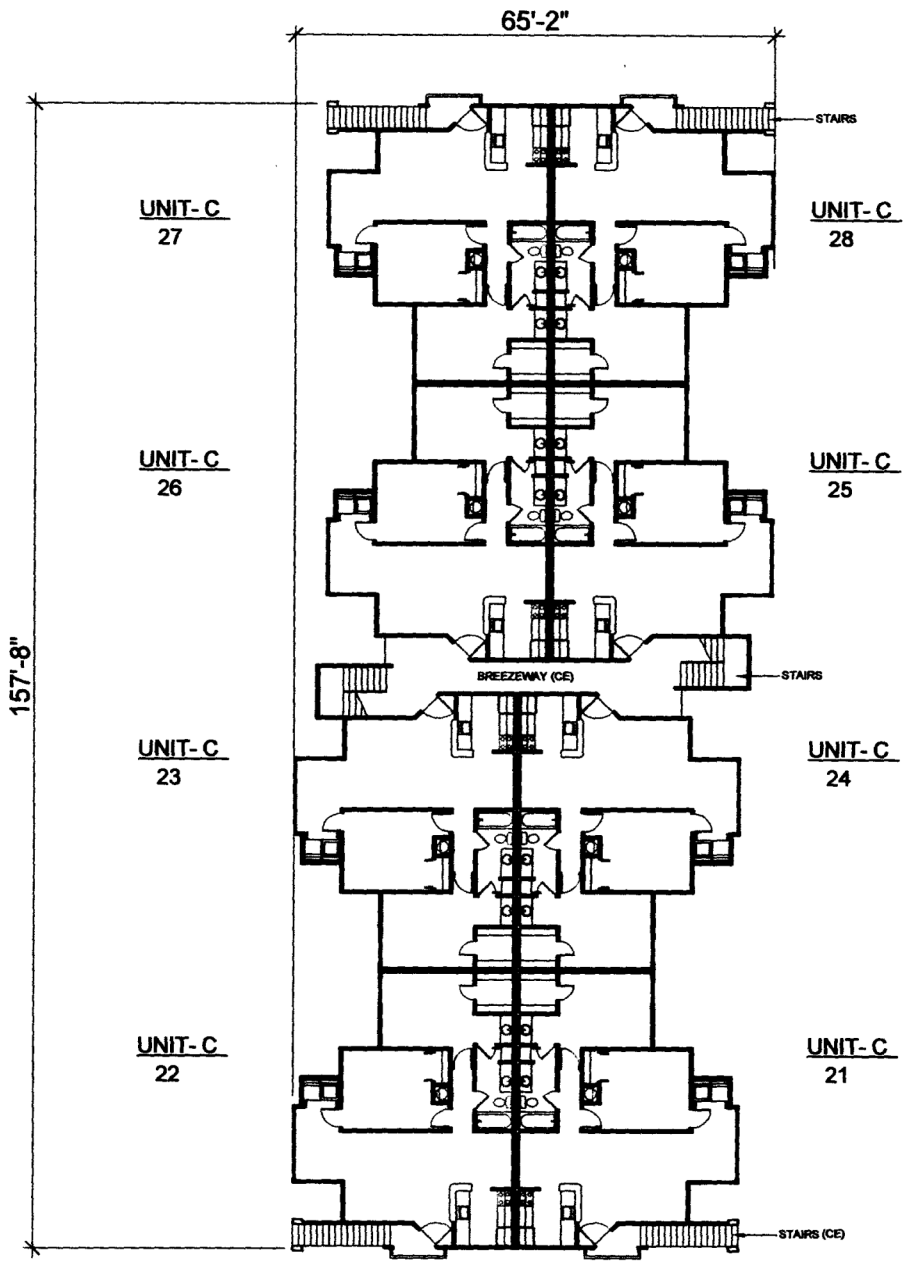 65'-2"
STAIRS
UNIT- C
27
UNIT- C
28
UNIT- C
26
UNIT- C
25
157'-8"
BREEZEWAY (CE)
STAIRS
UNIT- C
23
UNIT- C
24
UNIT- C
22
UNIT- C
21
STAIRS (CE)